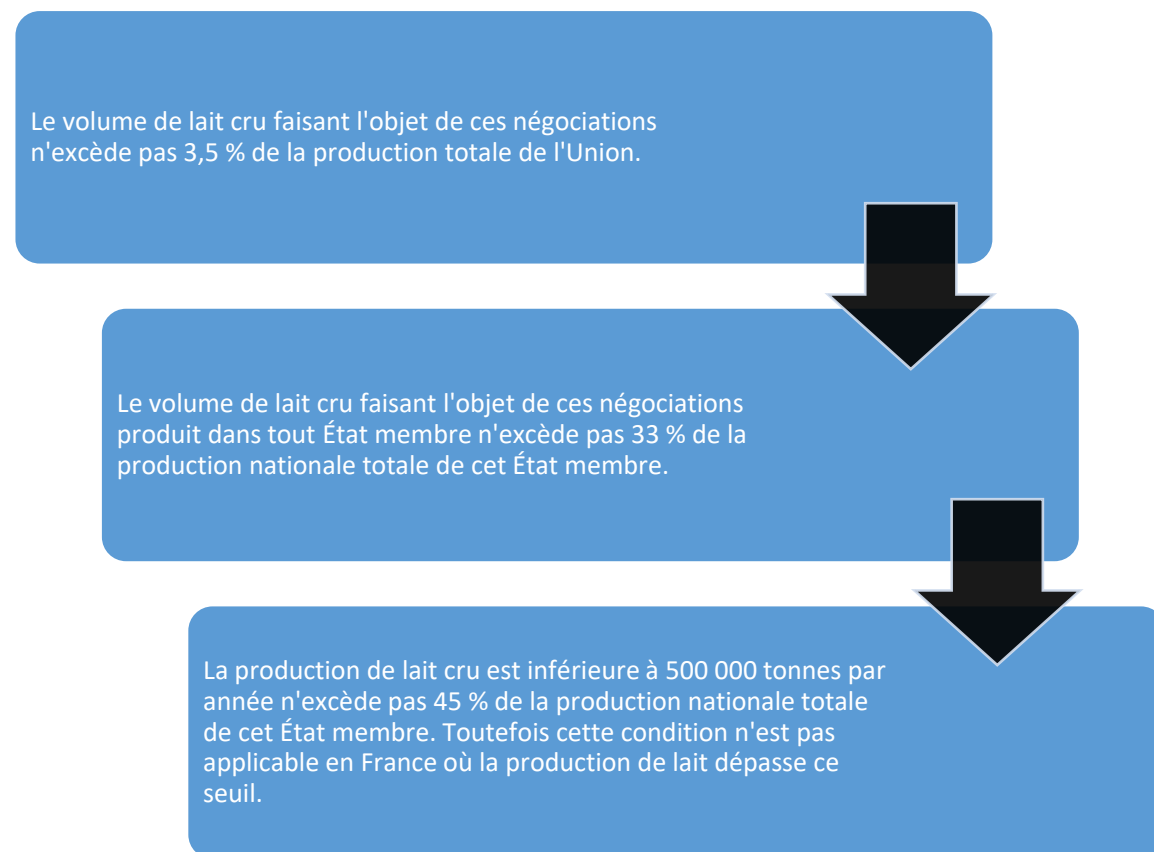 Le volume de lait cru faisant l'objet de ces négociations
n'excède pas 3,5 % de la production totale de l'Union.
Le volume de lait cru faisant l'objet de ces négociations
produit dans tout État membre n'excède pas 33 % de la
production nationale totale de cet État membre.
La production de lait cru est inférieure à 500 000 tonnes par
année n'excède pas 45 % de la production nationale totale
de cet État membre. Toutefois cette condition n'est pas
applicable en France où la production de lait dépasse ce
seuil.